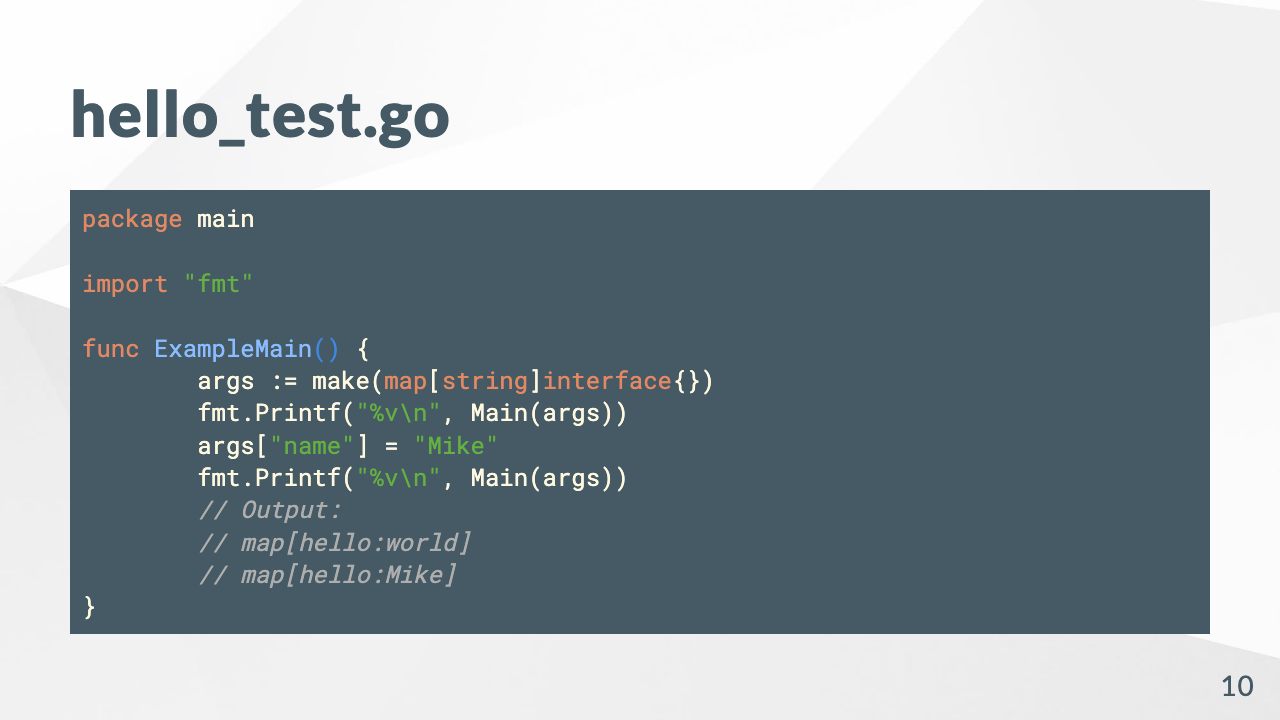 hello_test.go
package main
import "fmt"
func ExampleMain() {
        args := make(map[string]interface{})
        fmt.Printf("%v\n", Main(args))
        args["name"] = "Mike"
        fmt.Printf("%v\n", Main(args))
        // Output:
        // map[hello:world]
        // map[hello:Mike]
}
10